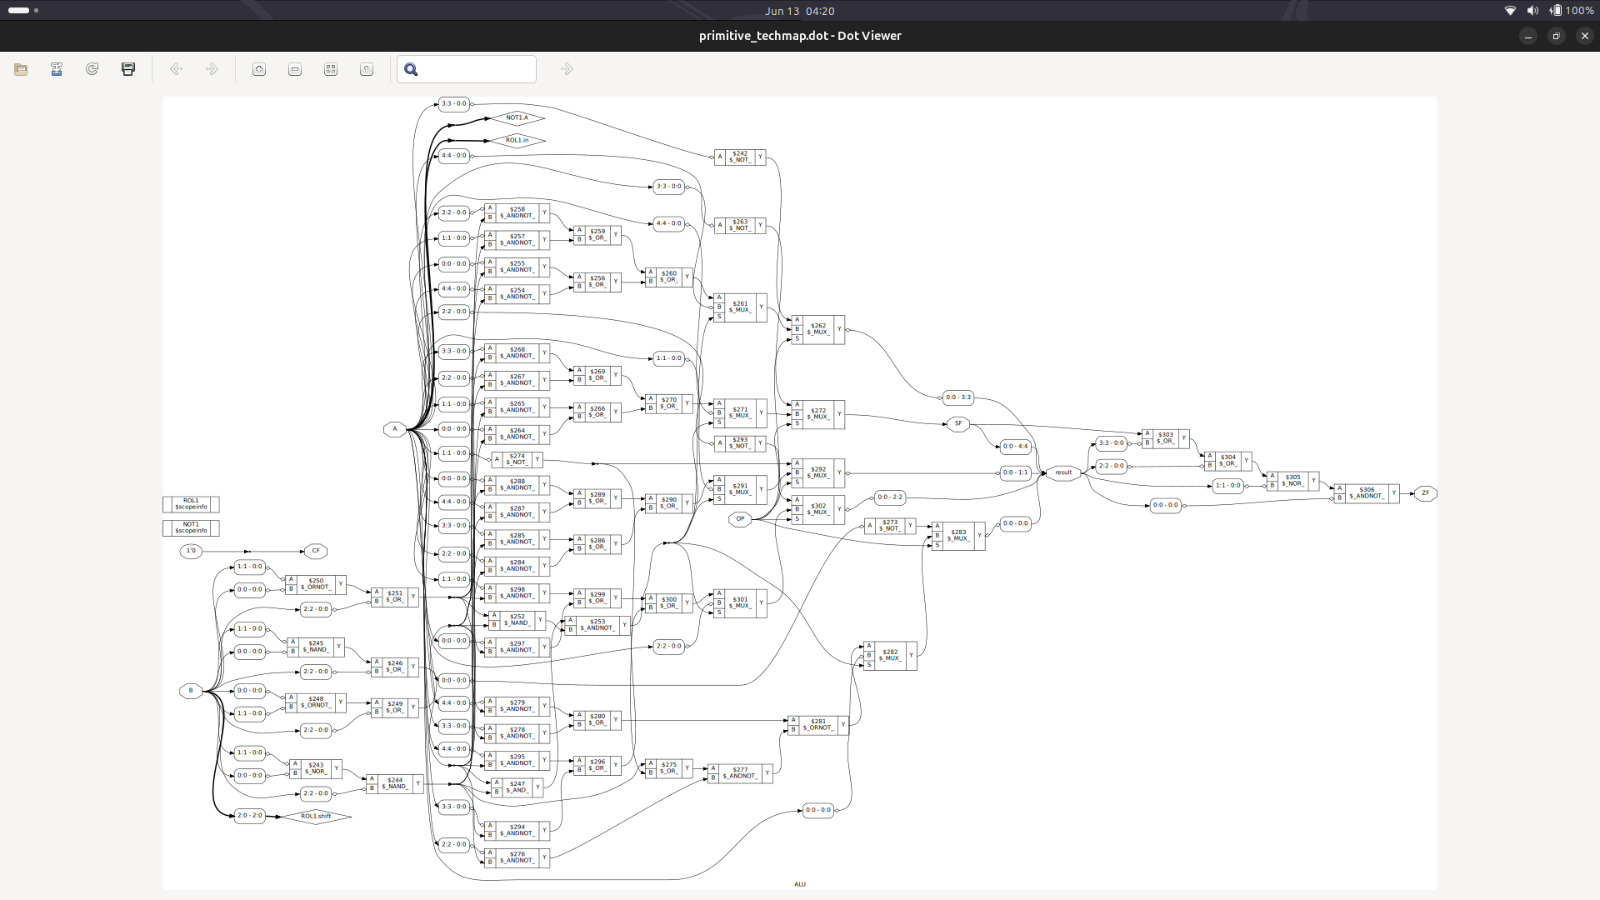 Jun 13 04:20
100%
primitive_techmap.dot - Dot Viewer
3:3 - 0:0
NOT1.A
ROL1.in
4:4 - 0:0
A $242 $_NOT_ Y
3:3 - 0:0
2:2 - 0:0
A B $258 $_ANDNOT_ Y
4:4 - 0:0
A $263 $_NOT_ Y
1:1 - 0:0
A B $257 $_ANDNOT_ Y
A B $259 $_OR_ Y
0:0 - 0:0
A B $255 $_ANDNOT_ Y
A B $256 $_OR_ Y
A B $260 $_OR_ Y
4:4 - 0:0
A B $254 $_ANDNOT_ Y
2:2 - 0:0
A B S $261 $_MUX_ Y
A B S $262 $_MUX_ Y
3:3 - 0:0
A B $268 $_ANDNOT_ Y
1:1 - 0:0
2:2 - 0:0
A B $267 $_ANDNOT_ Y
A B $269 $_OR_ Y
0:0 - 3:3
1:1 - 0:0
A B $265 $_ANDNOT_ Y
A B $266 $_OR_ Y
A B $270 $_OR_ Y
A B S $271 $_MUX_ Y
A B S $272 $_MUX_ Y
SF
A
0:0 - 0:0
A B $264 $_ANDNOT_ Y
A $293 $_NOT_ Y
0:0 - 4:4
3:3 - 0:0
A B $303 $_OR_ Y
1:1 - 0:0
A $274 $_NOT_ Y
2:2 - 0:0
A B $304 $_OR_ Y
A B S $292 $_MUX_ Y
0:0 - 1:1
result
0:0 - 0:0
A B $288 $_ANDNOT_ Y
A B $289 $_OR_ Y
A B $290 $_OR_ Y
A B S $291 $_MUX_ Y
1:1 - 0:0
A B $305 $_NOR_ Y
A B $306 $_ANDNOT_ Y
ZF
ROL1 $scopeinfo
4:4 - 0:0
A B $287 $_ANDNOT_ Y
0:0 - 2:2
0:0 - 0:0
A B S $302 $_MUX_ Y
OP
NOT1 $scopeinfo
3:3 - 0:0
A $273 $_NOT_ Y
A B S $283 $_MUX_ Y
0:0 - 0:0
A B $285 $_ANDNOT_ Y
A B $286 $_OR_ Y
1'0
CF
2:2 - 0:0
A B $284 $_ANDNOT_ Y
1:1 - 0:0
1:1 - 0:0
0:0 - 0:0
A B $250 $_ORNOT_ Y
A B $251 $_OR_ Y
A B $298 $_ANDNOT_ Y
A B $299 $_OR_ Y
A B $300 $_OR_ Y
A B S $301 $_MUX_ Y
2:2 - 0:0
A B $252 $_NAND_ Y
A B $253 $_ANDNOT_ Y
1:1 - 0:0
0:0 - 0:0
A B $245 $_NAND_ Y
0:0 - 0:0
A B $297 $_ANDNOT_ Y
2:2 - 0:0
A B S $282 $_MUX_ Y
2:2 - 0:0
A B $246 $_OR_ Y
0:0 - 0:0
B
0:0 - 0:0
1:1 - 0:0
A B $248 $_ORNOT_ Y
A B $249 $_OR_ Y
4:4 - 0:0
A B $279 $_ANDNOT_ Y
A B $280 $_OR_ Y
A B $281 $_ORNOT_ Y
2:2 - 0:0
3:3 - 0:0
A B $278 $_ANDNOT_ Y
1:1 - 0:0
4:4 - 0:0
A B $295 $_ANDNOT_ Y
A B $296 $_OR_ Y
A B $275 $_OR_ Y
A B $277 $_ANDNOT_ Y
0:0 - 0:0
A B $243 $_NOR_ Y
A B $244 $_NAND_ Y
A B $247 $_AND_ Y
2:2 - 0:0
3:3 - 0:0
0:0 - 0:0
2:0 - 2:0
ROL1.shift
A B $294 $_ANDNOT_ Y
2:2 - 0:0
A B $276 $_ANDNOT_ Y
ALU